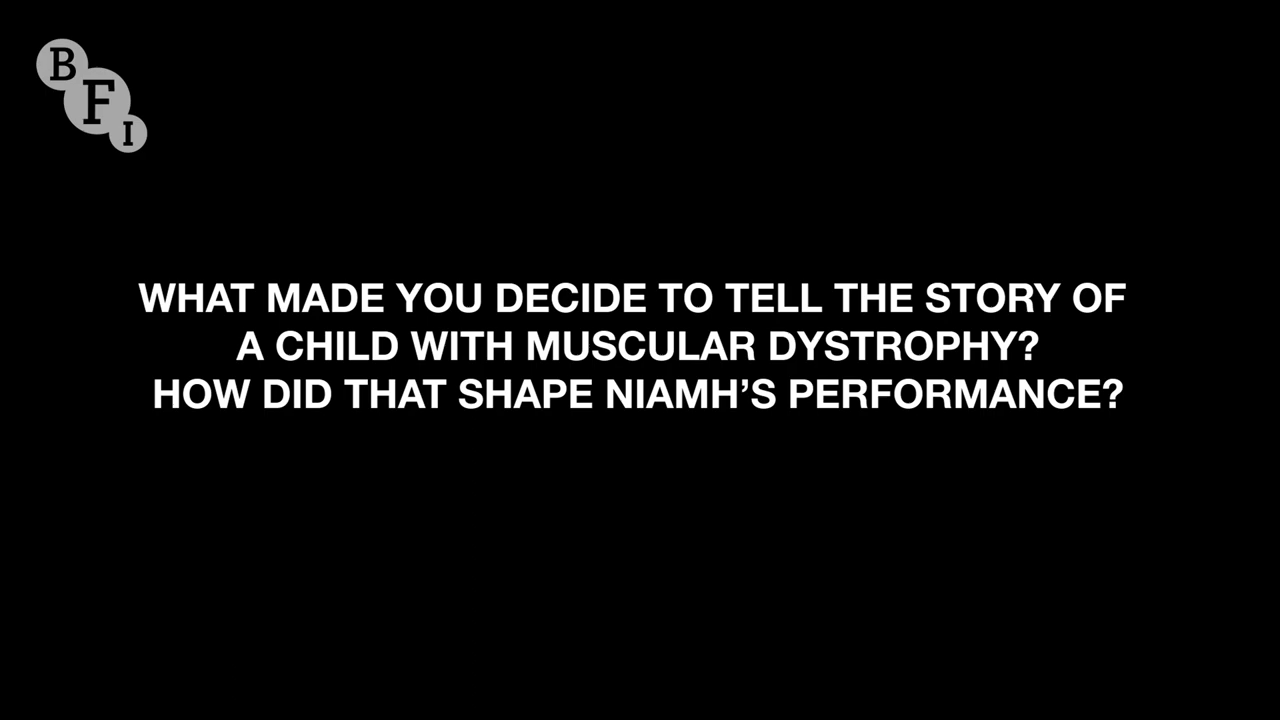 BFI
WHAT MADE YOU DECIDE TO TELL THE STORY OF
A CHILD WITH MUSCULAR DYSTROPHY?
HOW DID THAT SHAPE NIAMH’S PERFORMANCE?